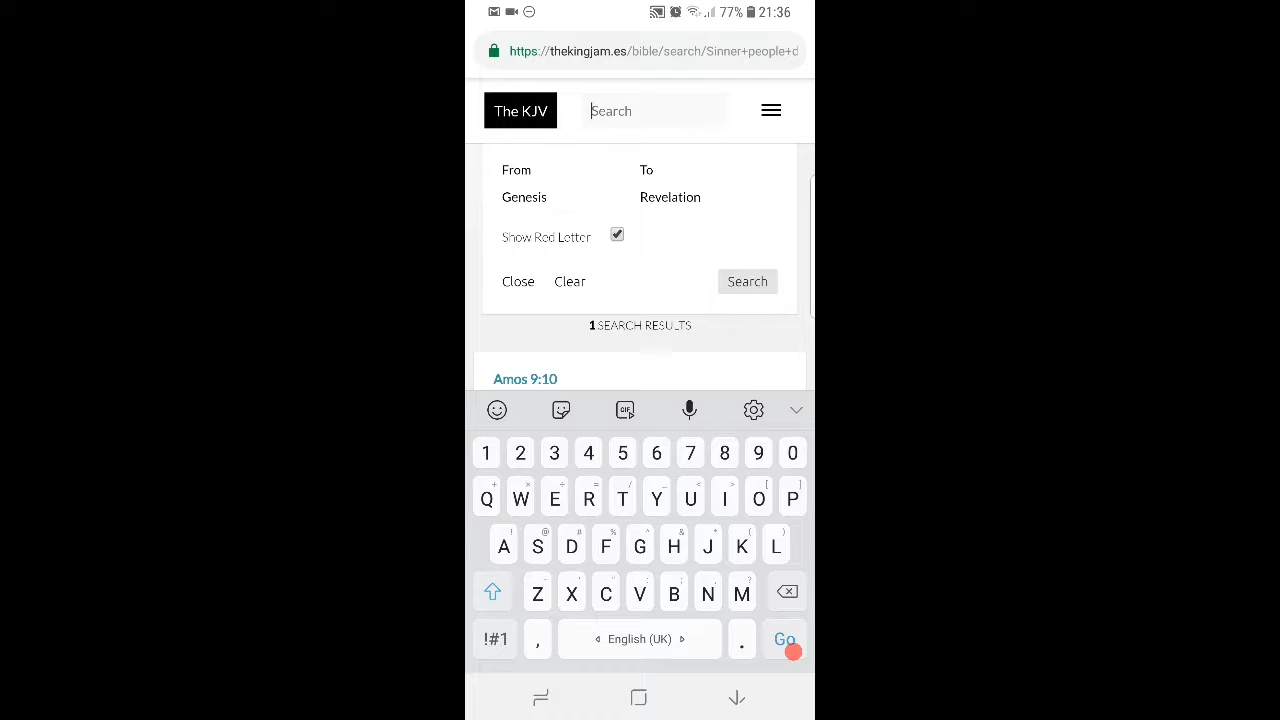 77% 21:36
https://thekingjam.es/bible/search/Sinner+people+d
The KJV Search
From To
Genesis Revelation
Show Red Letter
Close Clear Search
1 SEARCH RESULTS
Amos 9:10
GIF
1 2 3 4 5 6 7 8 9 0
Q W E R T Y U I O P
A S D F G H J K L
Z X C V B N M
!#1 , English (UK) . Go